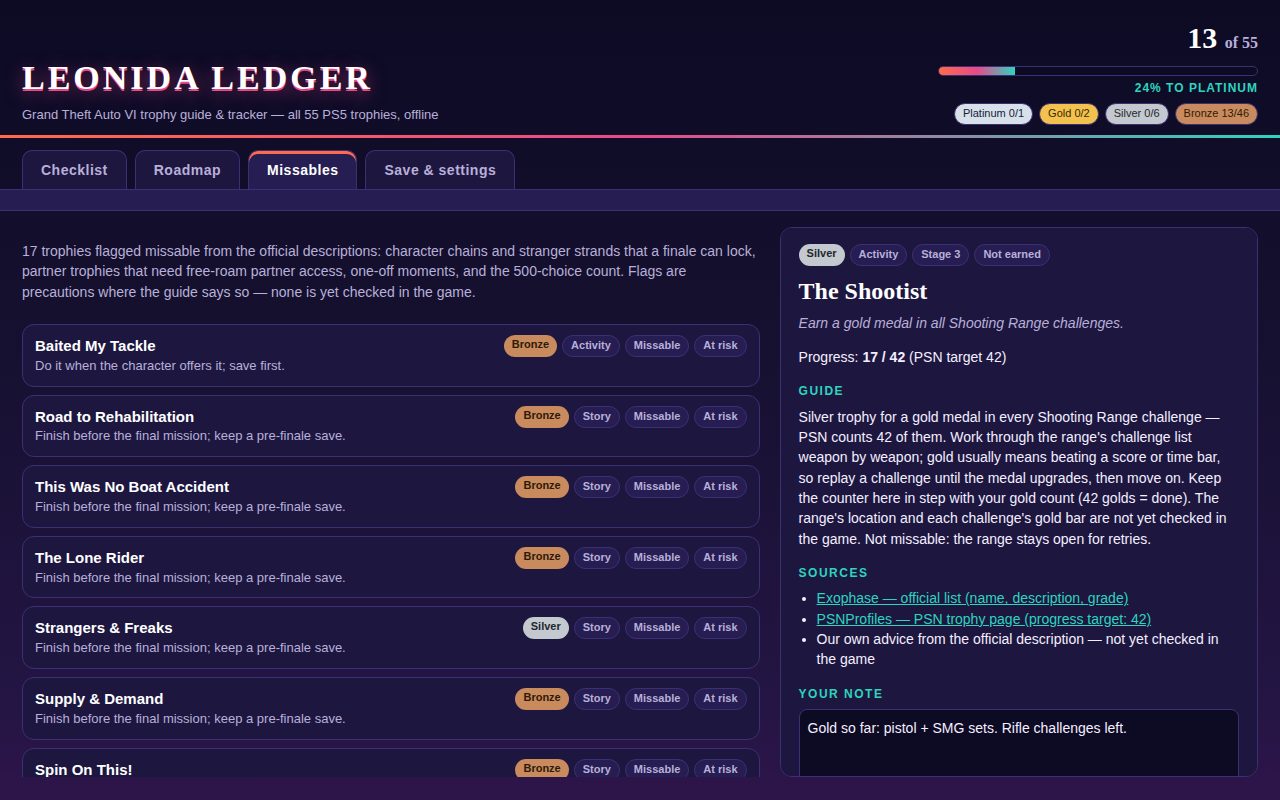 LEONIDA LEDGER
Grand Theft Auto VI trophy guide & tracker — all 55 PS5 trophies, offline
13 of 55
24% TO PLATINUM
Platinum 0/1 Gold 0/2 Silver 0/6 Bronze 13/46
Checklist Roadmap Missables Save & settings
17 trophies flagged missable from the official descriptions: character chains and stranger strands that a finale can lock,
partner trophies that need free-roam partner access, one-off moments, and the 500-choice count. Flags are
precautions where the guide says so — none is yet checked in the game.
Baited My Tackle Bronze Activity Missable At risk
Do it when the character offers it; save first.
Road to Rehabilitation Bronze Story Missable At risk
Finish before the final mission; keep a pre-finale save.
This Was No Boat Accident Bronze Story Missable At risk
Finish before the final mission; keep a pre-finale save.
The Lone Rider Bronze Story Missable At risk
Finish before the final mission; keep a pre-finale save.
Strangers & Freaks Silver Story Missable At risk
Finish before the final mission; keep a pre-finale save.
Supply & Demand Bronze Story Missable At risk
Finish before the final mission; keep a pre-finale save.
Spin On This! Bronze Story Missable At risk
Silver Activity Stage 3 Not earned
The Shootist
Earn a gold medal in all Shooting Range challenges.
Progress: 17 / 42 (PSN target 42)
GUIDE
Silver trophy for a gold medal in every Shooting Range challenge —
PSN counts 42 of them. Work through the range's challenge list
weapon by weapon; gold usually means beating a score or time bar,
so replay a challenge until the medal upgrades, then move on. Keep
the counter here in step with your gold count (42 golds = done). The
range's location and each challenge's gold bar are not yet checked in
the game. Not missable: the range stays open for retries.
SOURCES
Exophase — official list (name, description, grade)
PSNProfiles — PSN trophy page (progress target: 42)
Our own advice from the official description — not yet checked in
the game
YOUR NOTE
Gold so far: pistol + SMG sets. Rifle challenges left.